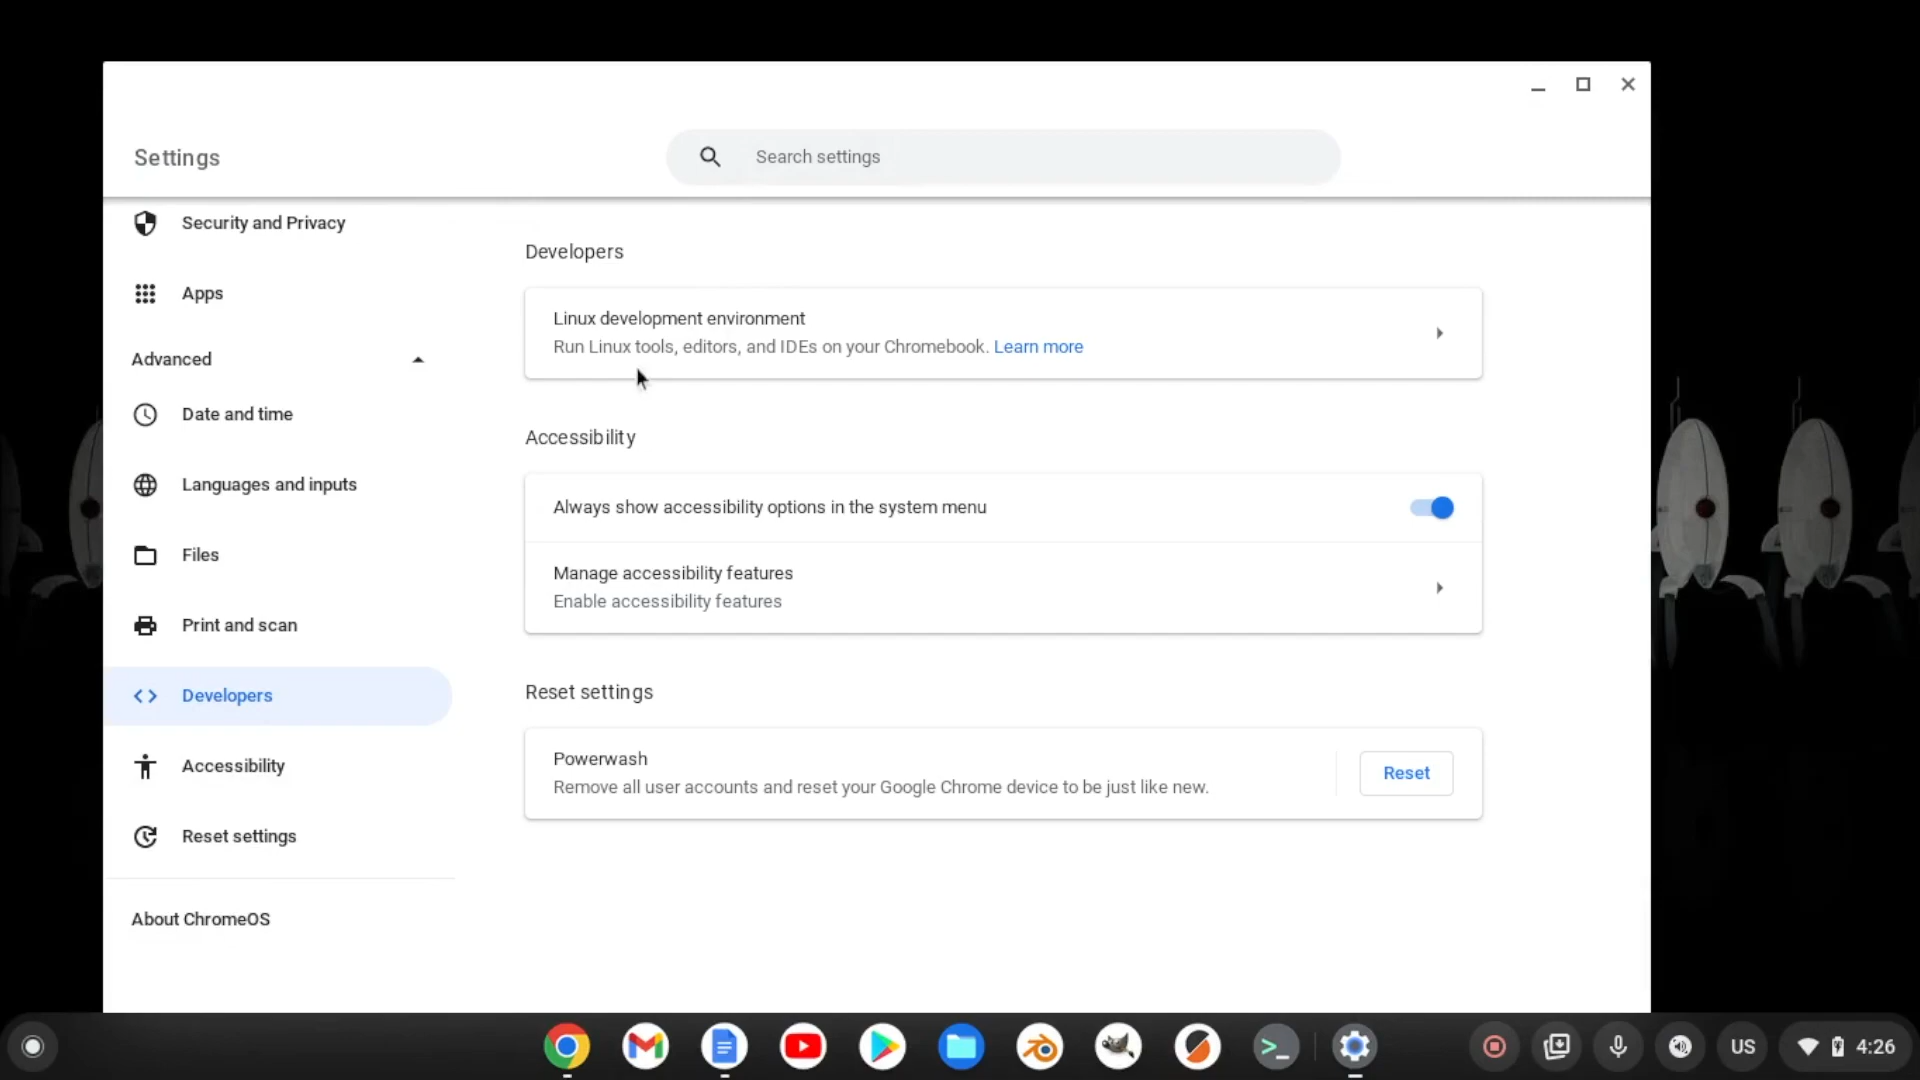 Settings
Search settings
Security and Privacy
Apps
Advanced
Date and time
Languages and inputs
Files
Print and scan
Developers
Accessibility
Reset settings
About ChromeOS
Developers
Linux development environment
Run Linux tools, editors, and IDEs on your Chromebook. Learn more
Accessibility
Always show accessibility options in the system menu
Manage accessibility features
Enable accessibility features
Reset settings
Powerwash
Remove all user accounts and reset your Google Chrome device to be just like new.
Reset
>_
US
4:26